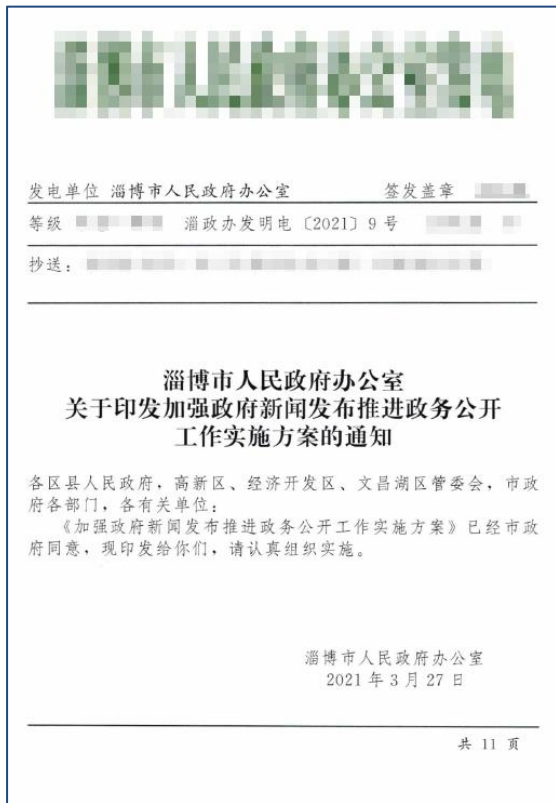 发电单位 淄博市人民政府办公室 签发盖章
等级 淄政办发明电〔2021〕9号
抄送：
淄博市人民政府办公室
关于印发加强政府新闻发布推进政务公开
工作实施方案的通知
各区县人民政府，高新区、经济开发区、文昌湖区管委会，市政
府各部门，各有关单位：
《加强政府新闻发布推进政务公开工作实施方案》已经市政
府同意，现印发给你们，请认真组织实施。
淄博市人民政府办公室
2021年3月27日
共 11 页